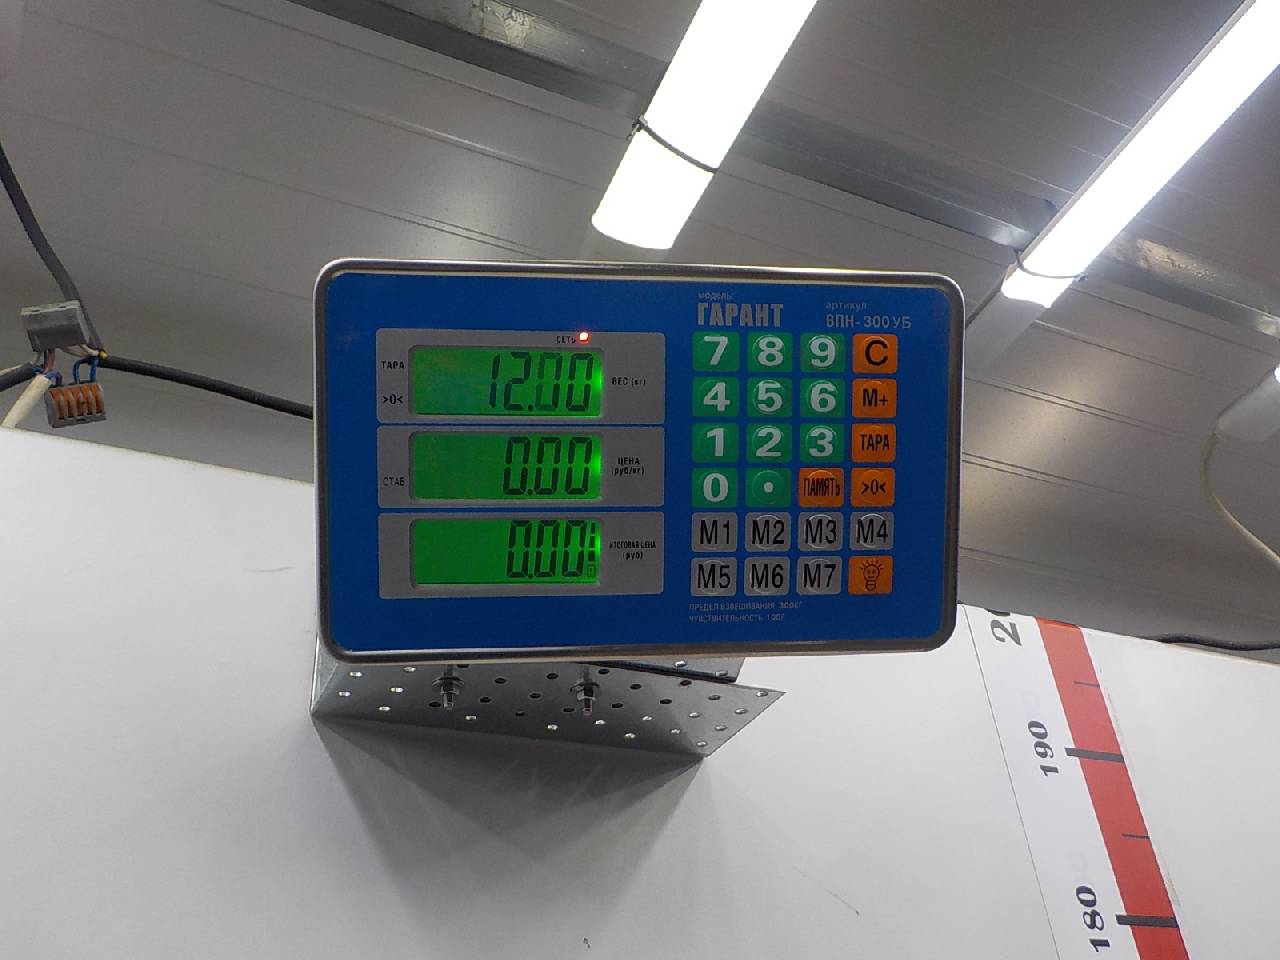 МОДЕЛЬ:
ГАРАНТ
артикул
ВПН-300УБ
СЕТЬ
ТАРА
>0<
12.00
ВЕС (кг)
СТАБ
0.00
ЦЕНА
(руб/кг)
0.00
ИТОГОВАЯ ЦЕНА
(руб)
7 8 9 C
4 5 6 M+
1 2 3 ТАРА
0 . ПАМЯТЬ >0<
M1 M2 M3 M4
M5 M6 M7
ПРЕДЕЛ ВЗВЕШИВАНИЯ 300кг
ЧУВСТВИТЕЛЬНОСТЬ 100г
190
180